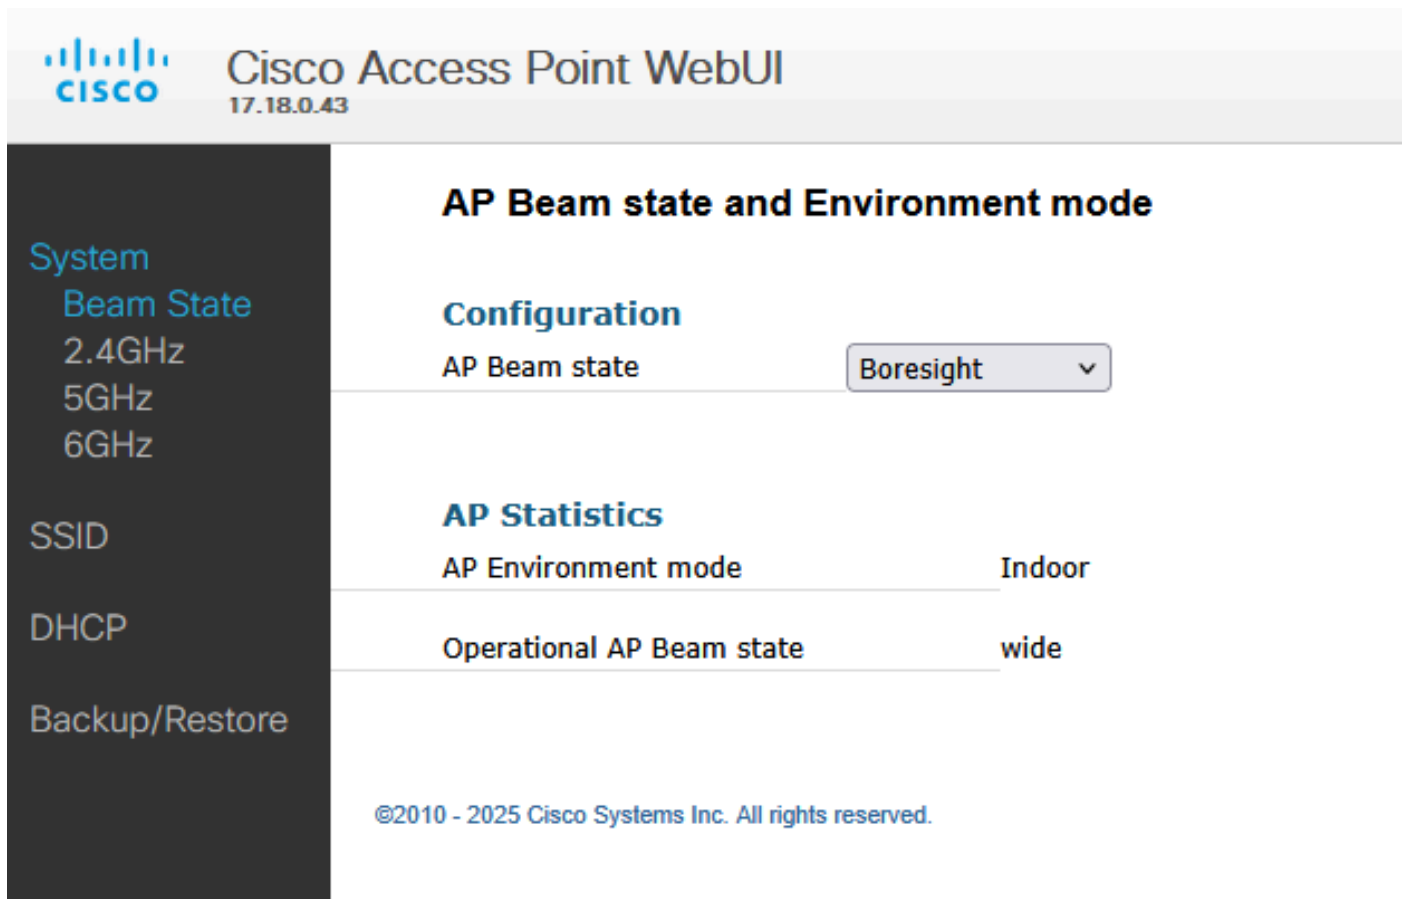 CISCO
Cisco Access Point WebUI
17.18.0.43
System
Beam State
2.4GHz
5GHz
6GHz
SSID
DHCP
Backup/Restore
AP Beam state and Environment mode
Configuration
AP Beam state Boresight
AP Statistics
AP Environment mode Indoor
Operational AP Beam state wide
©2010 - 2025 Cisco Systems Inc. All rights reserved.